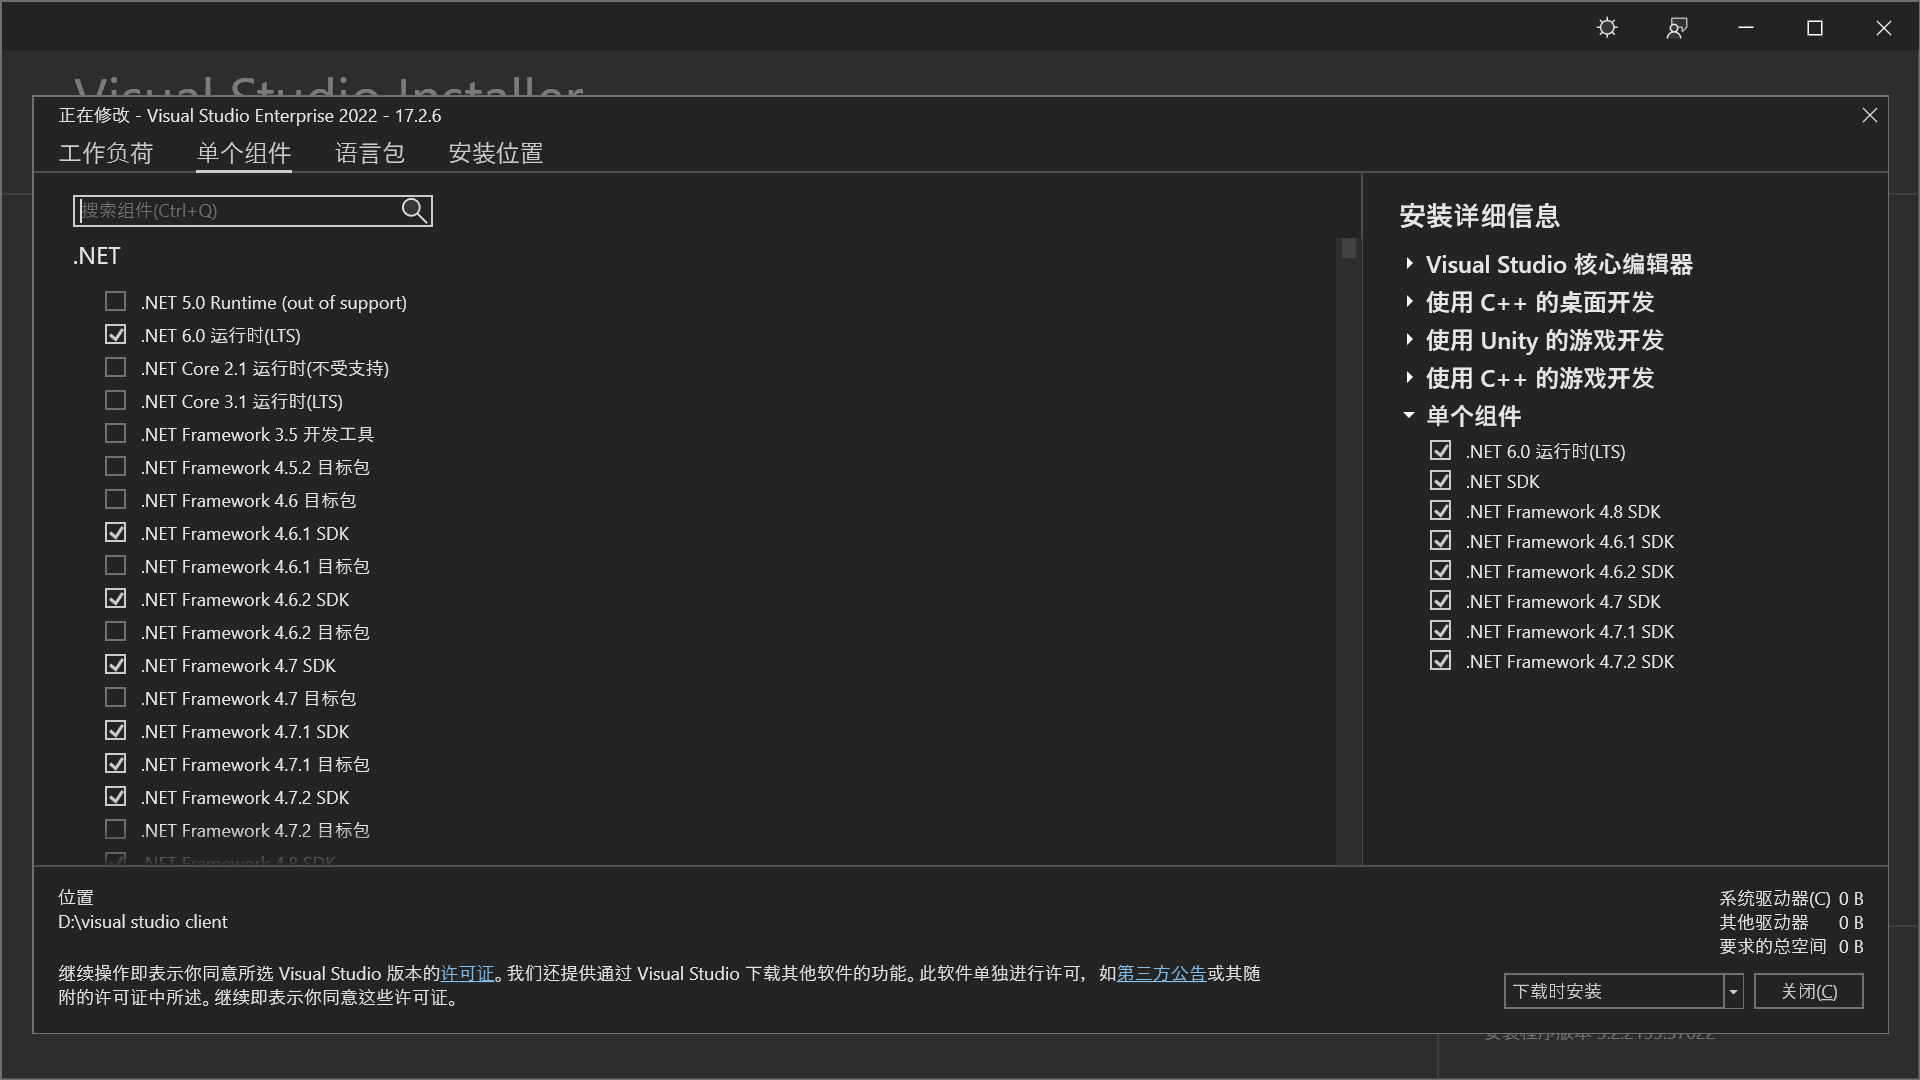 Visual Studio Installer
正在修改 - Visual Studio Enterprise 2022 - 17.2.6
工作负荷 单个组件 语言包 安装位置
搜索组件(Ctrl+Q)
.NET
.NET 5.0 Runtime (out of support)
.NET 6.0 运行时(LTS)
.NET Core 2.1 运行时(不受支持)
.NET Core 3.1 运行时(LTS)
.NET Framework 3.5 开发工具
.NET Framework 4.5.2 目标包
.NET Framework 4.6 目标包
.NET Framework 4.6.1 SDK
.NET Framework 4.6.1 目标包
.NET Framework 4.6.2 SDK
.NET Framework 4.6.2 目标包
.NET Framework 4.7 SDK
.NET Framework 4.7 目标包
.NET Framework 4.7.1 SDK
.NET Framework 4.7.1 目标包
.NET Framework 4.7.2 SDK
.NET Framework 4.7.2 目标包
.NET Framework 4.8 SDK
安装详细信息
Visual Studio 核心编辑器
使用 C++ 的桌面开发
使用 Unity 的游戏开发
使用 C++ 的游戏开发
单个组件
.NET 6.0 运行时(LTS)
.NET SDK
.NET Framework 4.8 SDK
.NET Framework 4.6.1 SDK
.NET Framework 4.6.2 SDK
.NET Framework 4.7 SDK
.NET Framework 4.7.1 SDK
.NET Framework 4.7.2 SDK
位置
D:\visual studio client
继续操作即表示你同意所选 Visual Studio 版本的许可证。我们还提供通过 Visual Studio 下载其他软件的功能。此软件单独进行许可，如第三方公告或其随
附的许可证中所述。继续即表示你同意这些许可证。
系统驱动器(C) 0 B
其他驱动器 0 B
要求的总空间 0 B
下载时安装
关闭(C)
安装程序版本